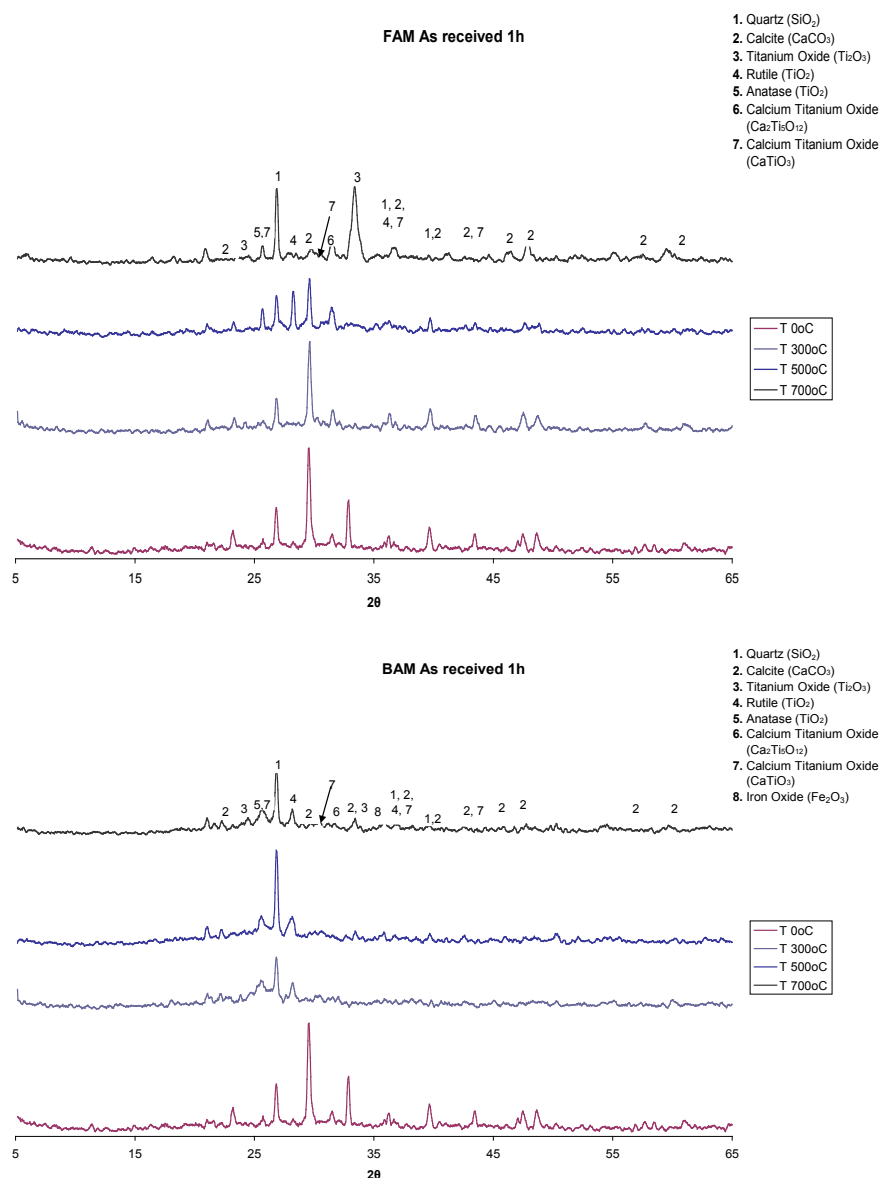 FAM As received 1h
1. Quartz (SiO₂)
2. Calcite (CaCO₃)
3. Titanium Oxide (Ti₂O₃)
4. Rutile (TiO₂)
5. Anatase (TiO₂)
6. Calcium Titanium Oxide
(Ca₂Ti₅O₁₂)
7. Calcium Titanium Oxide
(CaTiO₃)
1
3
7
1, 2,
4, 7
2
3
5,7
4
2
6
1,2
2, 7
2
2
2
2
T 0oC
T 300oC
T 500oC
T 700oC
5
15
25
35
45
55
65
2θ
BAM As received 1h
1. Quartz (SiO₂)
2. Calcite (CaCO₃)
3. Titanium Oxide (Ti₂O₃)
4. Rutile (TiO₂)
5. Anatase (TiO₂)
6. Calcium Titanium Oxide
(Ca₂Ti₅O₁₂)
7. Calcium Titanium Oxide
(CaTiO₃)
8. Iron Oxide (Fe₂O₃)
1
7
1, 2,
4, 7
2
3
5,7
4
2
6
2, 3
8
1,2
2, 7
2
2
2
2
T 0oC
T 300oC
T 500oC
T 700oC
5
15
25
35
45
55
65
2θ